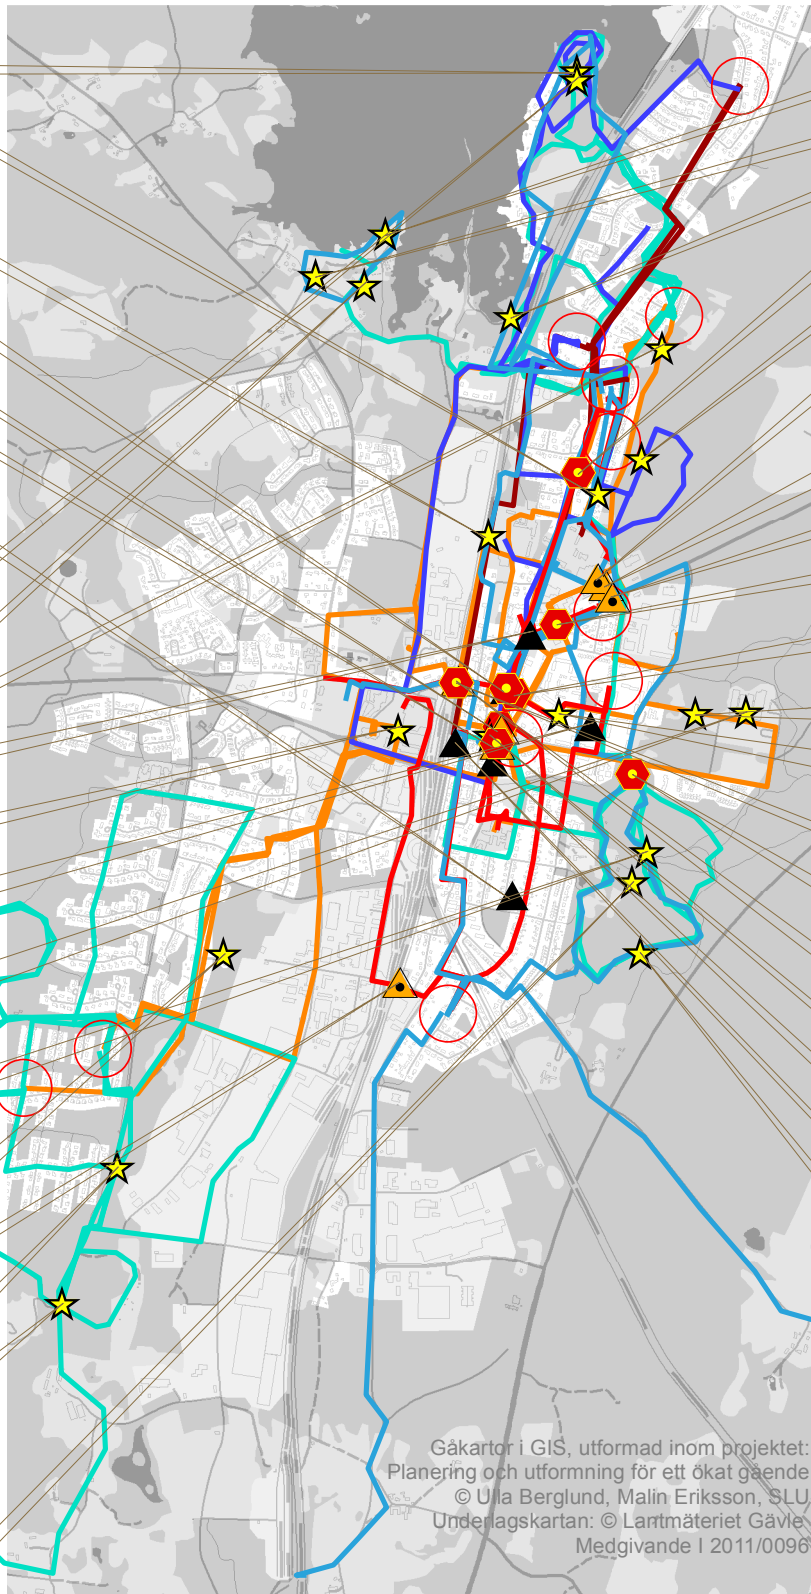 Gåkartor i GIS, utformad inom projektet:
Planering och utformning för ett ökat gående
© Ulla Berglund, Malin Eriksson, SLU
Underlagskartan: © Lantmäteriet Gävle
Medgivande I 2011/0096